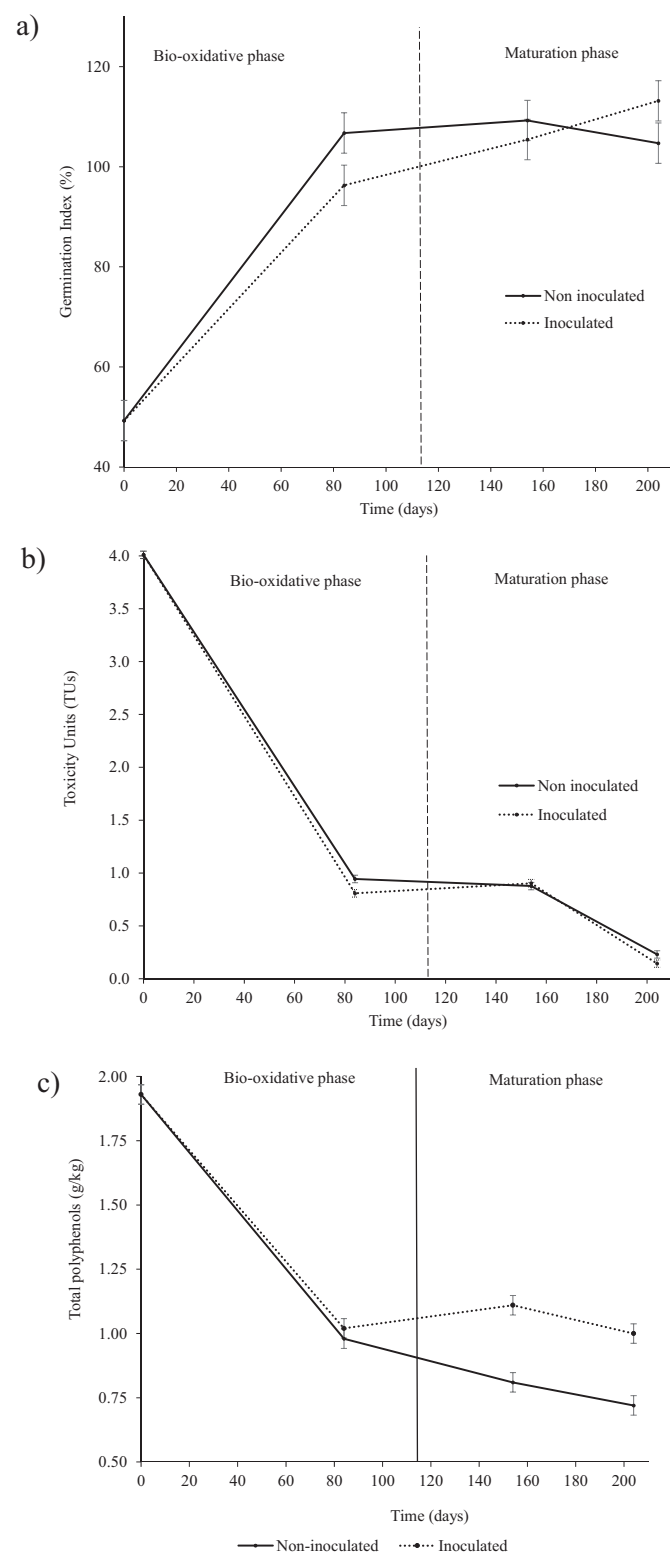 a)
Bio-oxidative phase
Maturation phase
120
100
80
60
40
Germination Index (%)
Non inoculated
Inoculated
0 20 40 60 80 100 120 140 160 180 200
Time (days)
b)
Bio-oxidative phase
Maturation phase
4.0
3.5
3.0
2.5
2.0
1.5
1.0
0.5
0.0
Toxicity Units (TUs)
Non inoculated
Inoculated
0 20 40 60 80 100 120 140 160 180 200
Time (days)
c)
Bio-oxidative phase
Maturation phase
2.00
1.75
1.50
1.25
1.00
0.75
0.50
Total polyphenols (g/kg)
0 20 40 60 80 100 120 140 160 180 200
Time (days)
Non-inoculated Inoculated